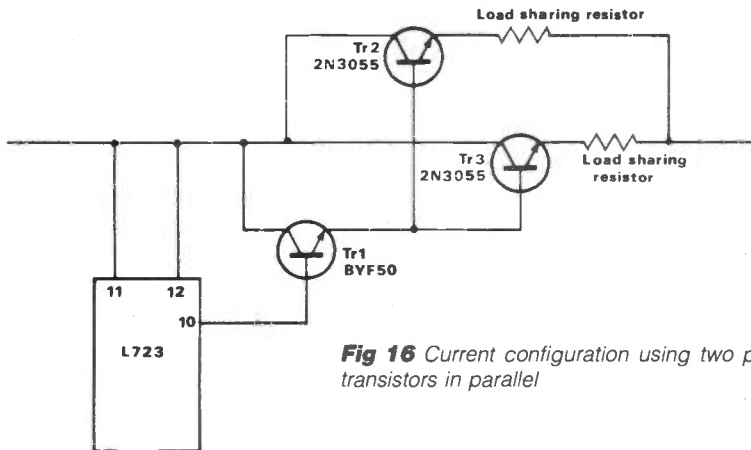 Load sharing resistor
Tr2
2N3055
Tr3
2N3055
Load sharing
resistor
Tr1
BYF50
11 12
10
L723
Fig 16 Current configuration using two p
transistors in parallel